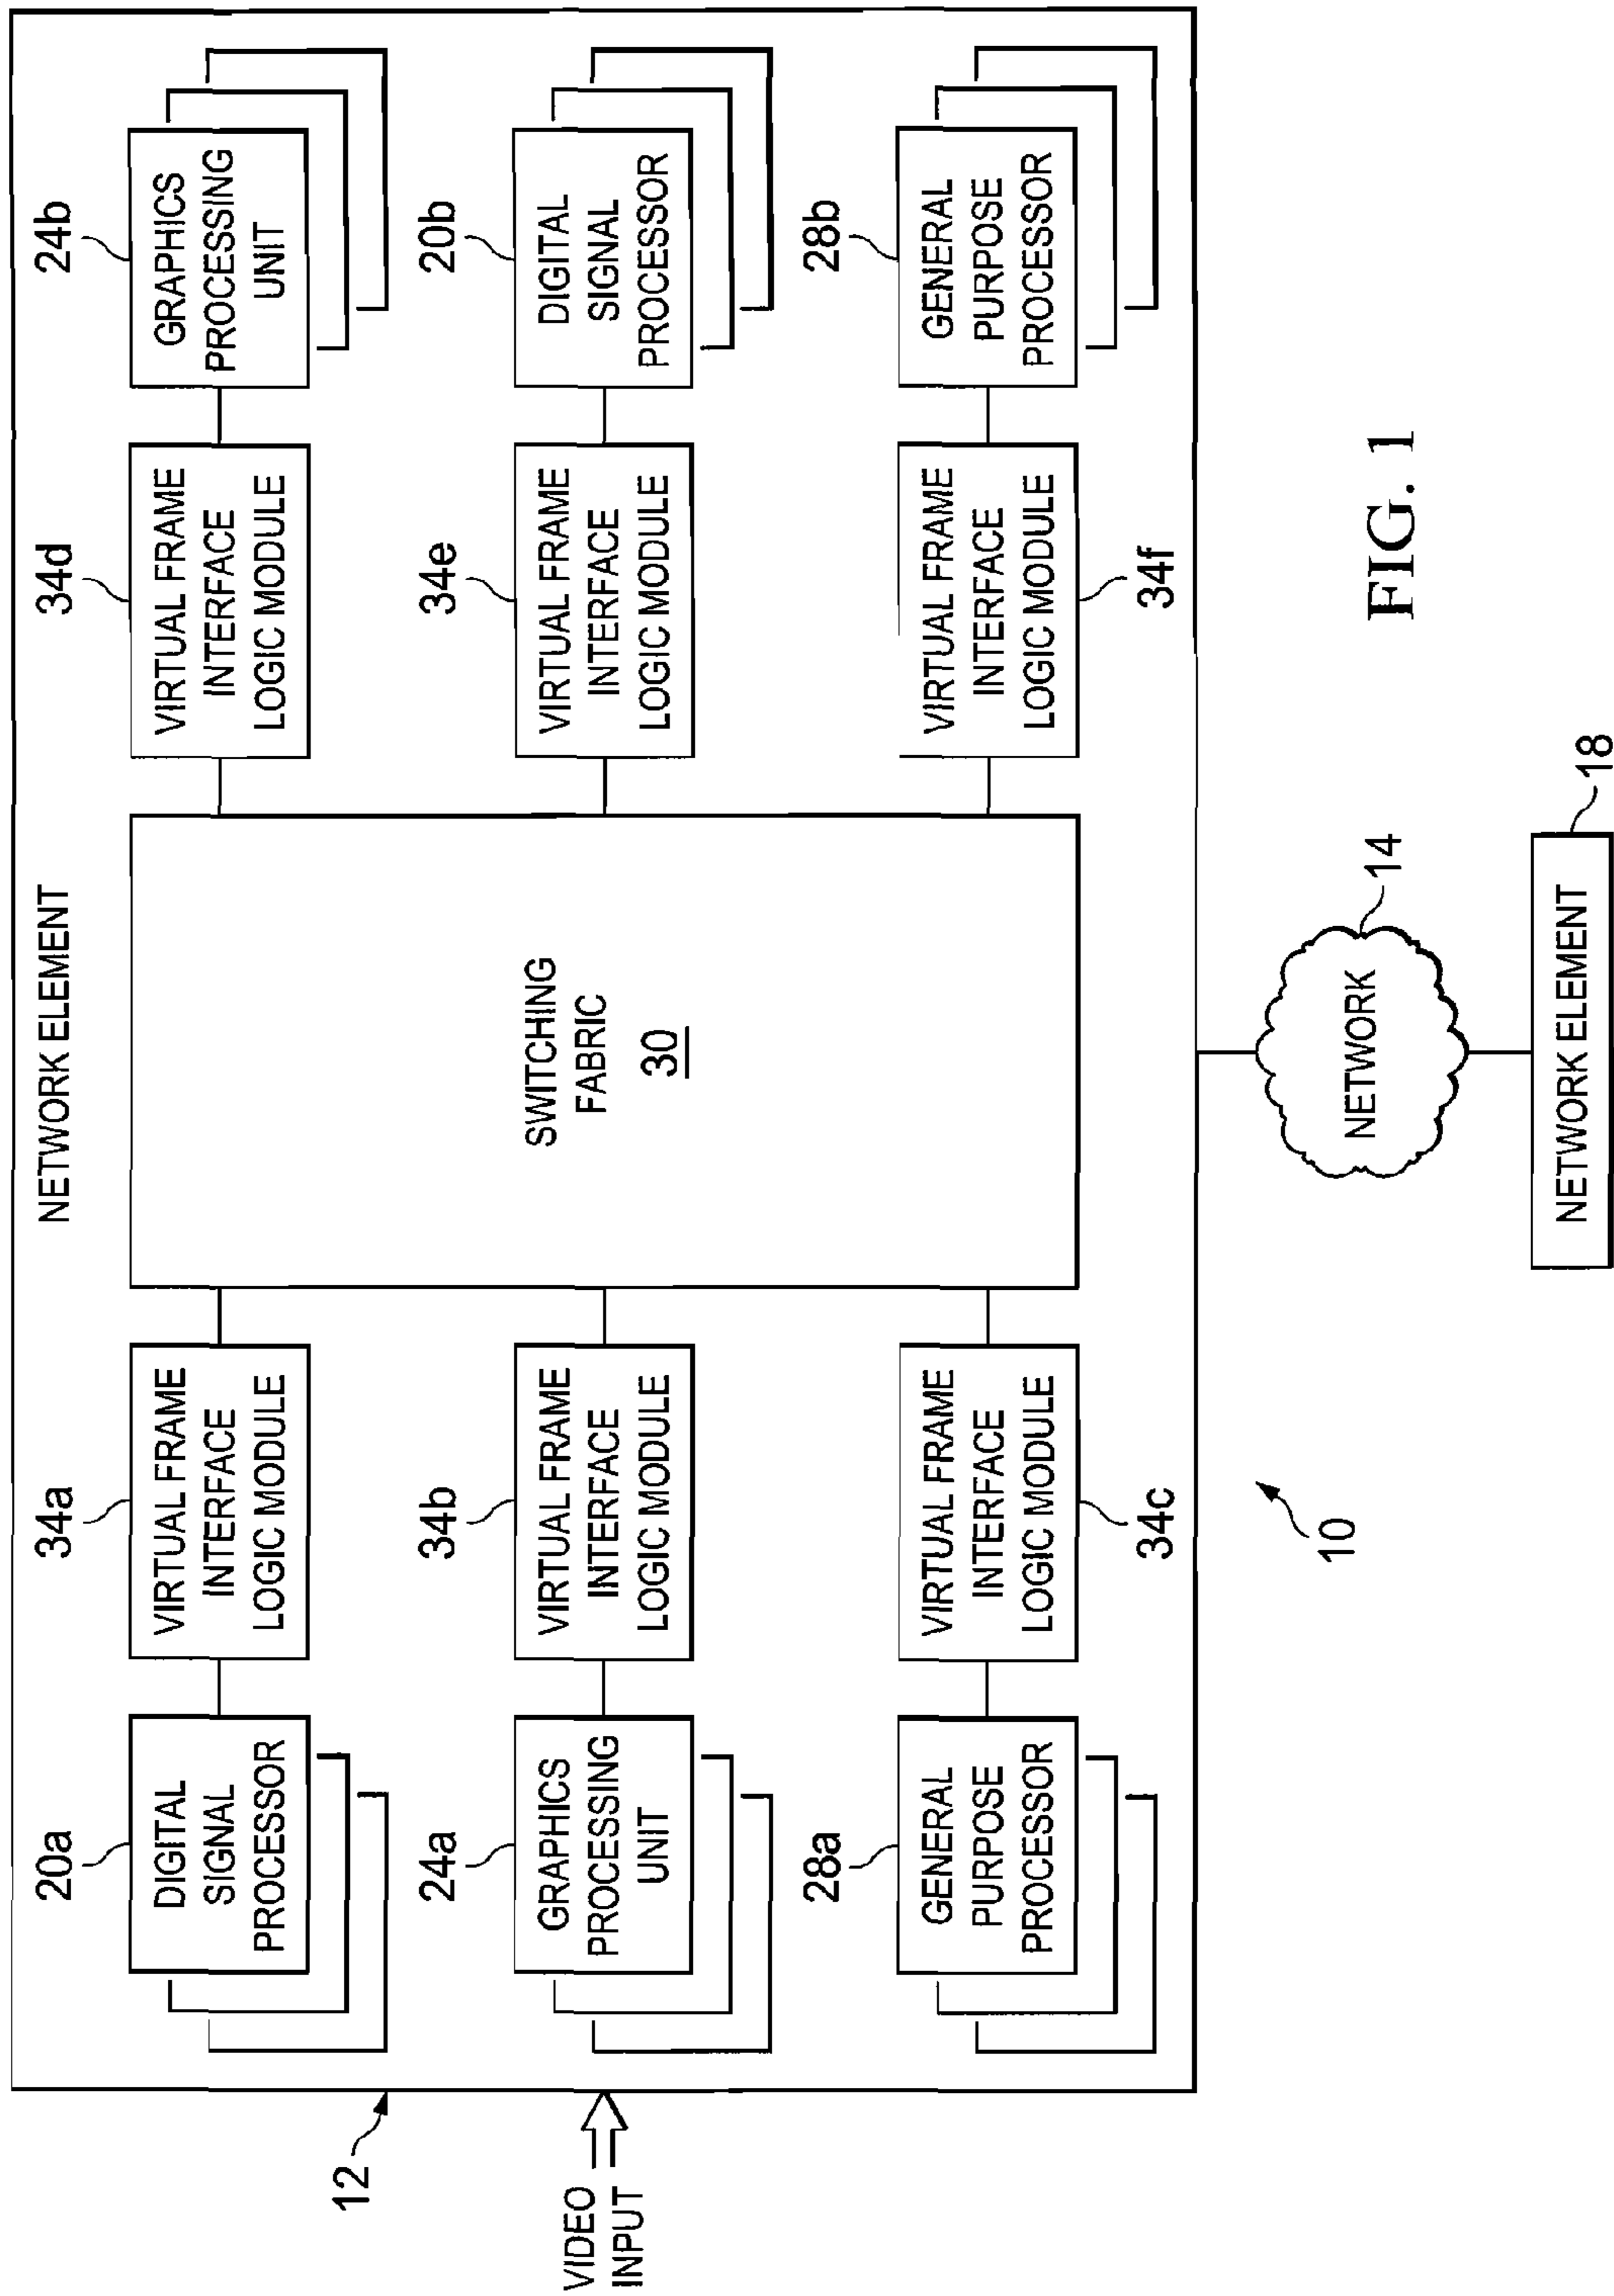 NETWORK ELEMENT
20a
34a
34d
24b
DIGITAL
SIGNAL
PROCESSOR
VIRTUAL FRAME
INTERFACE
LOGIC MODULE
VIRTUAL FRAME
INTERFACE
LOGIC MODULE
GRAPHICS
PROCESSING
UNIT
12
24a
34b
34e
20b
VIDEO
INPUT
GRAPHICS
PROCESSING
UNIT
VIRTUAL FRAME
INTERFACE
LOGIC MODULE
SWITCHING
FABRIC
30
VIRTUAL FRAME
INTERFACE
LOGIC MODULE
DIGITAL
SIGNAL
PROCESSOR
28a
28b
GENERAL
PURPOSE
PROCESSOR
VIRTUAL FRAME
INTERFACE
LOGIC MODULE
VIRTUAL FRAME
INTERFACE
LOGIC MODULE
GENERAL
PURPOSE
PROCESSOR
34c
34f
10
NETWORK
14
NETWORK ELEMENT
18
FIG. 1